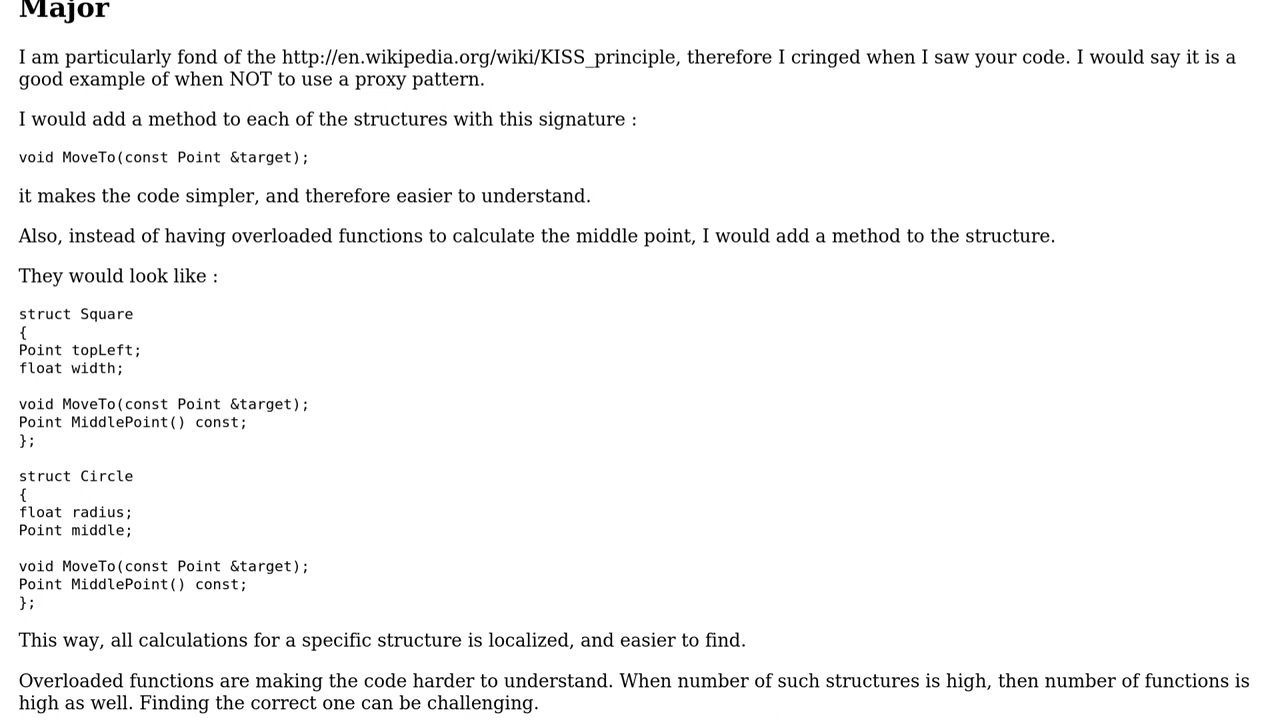 Major
I am particularly fond of the http://en.wikipedia.org/wiki/KISS_principle, therefore I cringed when I saw your code. I would say it is a
good example of when NOT to use a proxy pattern.
I would add a method to each of the structures with this signature :
void MoveTo(const Point &target);
it makes the code simpler, and therefore easier to understand.
Also, instead of having overloaded functions to calculate the middle point, I would add a method to the structure.
They would look like :
struct Square
{
Point topLeft;
float width;
void MoveTo(const Point &target);
Point MiddlePoint() const;
};
struct Circle
{
float radius;
Point middle;
void MoveTo(const Point &target);
Point MiddlePoint() const;
};
This way, all calculations for a specific structure is localized, and easier to find.
Overloaded functions are making the code harder to understand. When number of such structures is high, then number of functions is
high as well. Finding the correct one can be challenging.